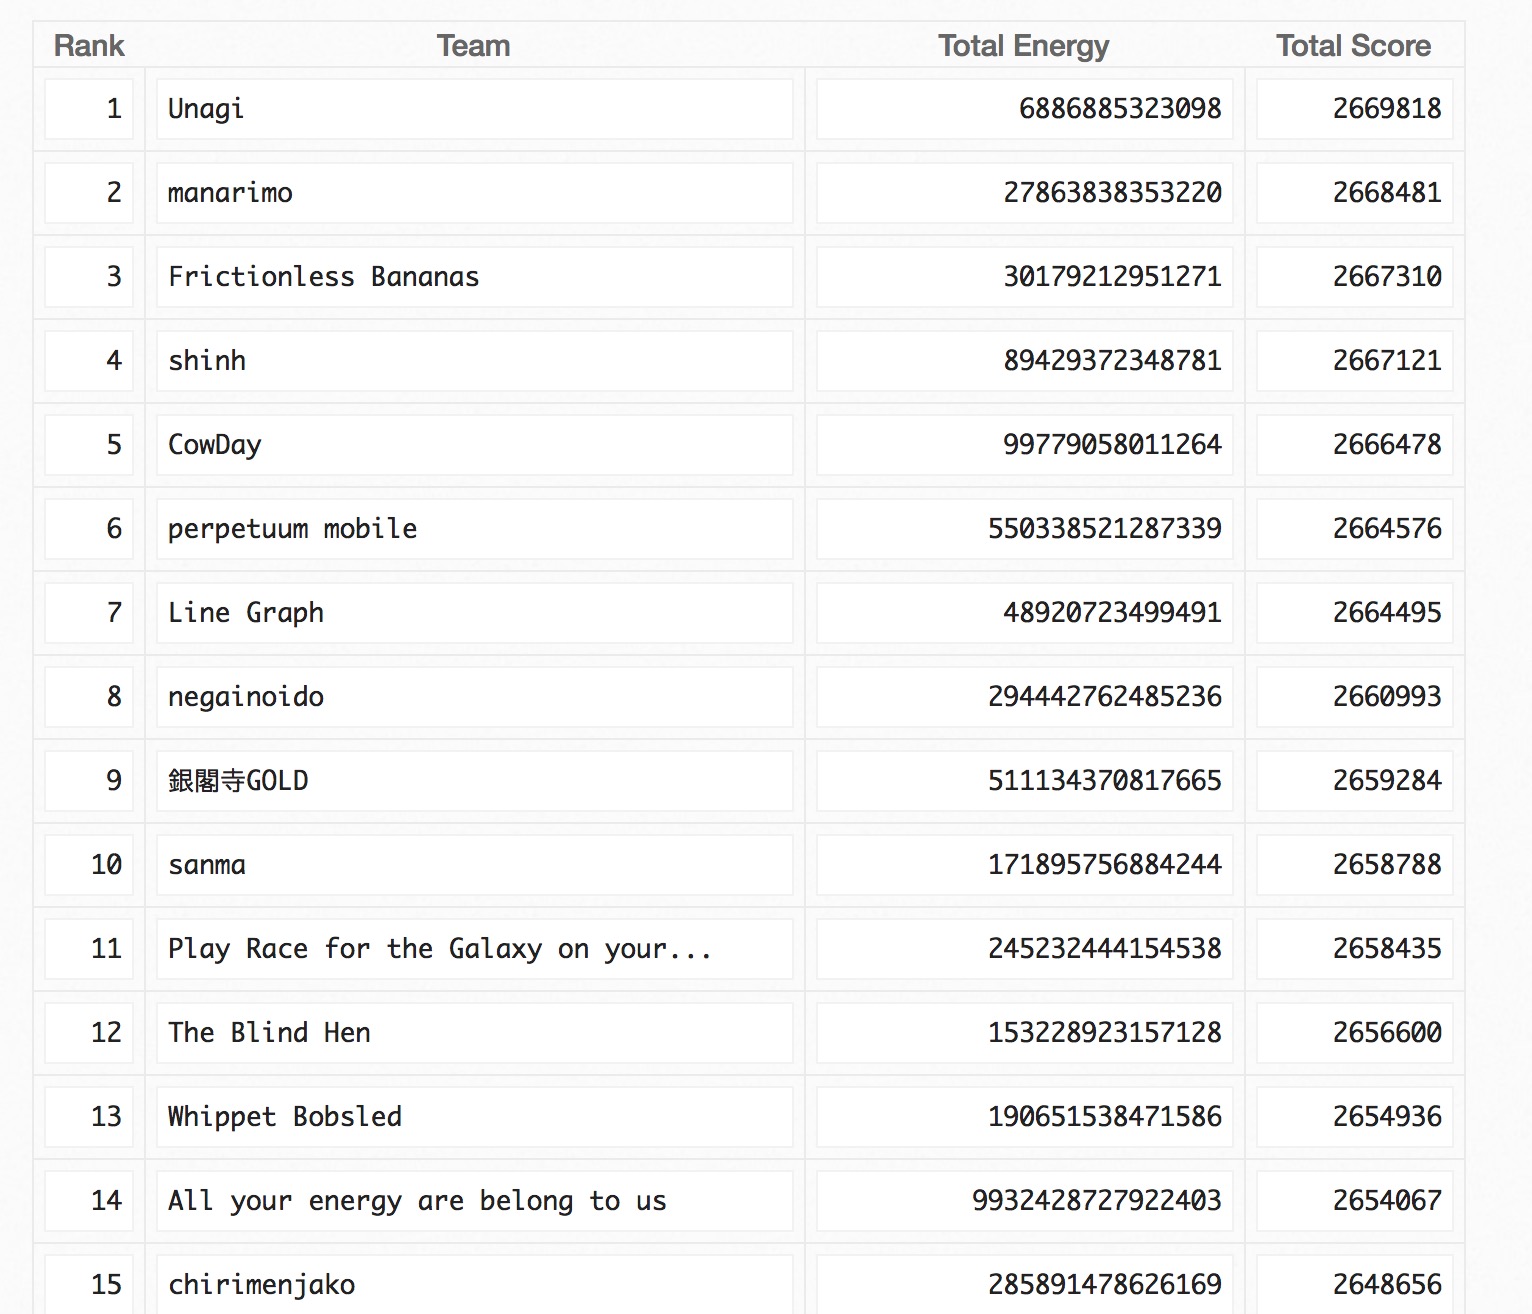 Rank Team Total Energy Total Score
1 Unagi 6886885323098 2669818
2 manarimo 27863838353220 2668481
3 Frictionless Bananas 30179212951271 2667310
4 shinh 89429372348781 2667121
5 CowDay 99779058011264 2666478
6 perpetuum mobile 550338521287339 2664576
7 Line Graph 48920723499491 2664495
8 negainoido 294442762485236 2660993
9 銀閣寺GOLD 511134370817665 2659284
10 sanma 171895756884244 2658788
11 Play Race for the Galaxy on your... 245232444154538 2658435
12 The Blind Hen 153228923157128 2656600
13 Whippet Bobsled 190651538471586 2654936
14 All your energy are belong to us 9932428727922403 2654067
15 chirimenjako 285891478626169 2648656